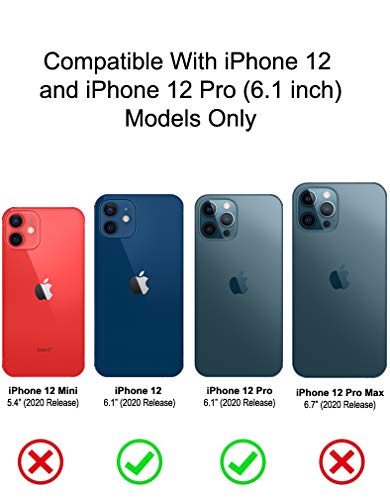 Compatible With iPhone 12
and iPhone 12 Pro (6.1 inch)
Models Only
iPhone 12 Mini
5.4” (2020 Release)
iPhone 12
6.1” (2020 Release)
iPhone 12 Pro
6.1” (2020 Release)
iPhone 12 Pro Max
6.7” (2020 Release)